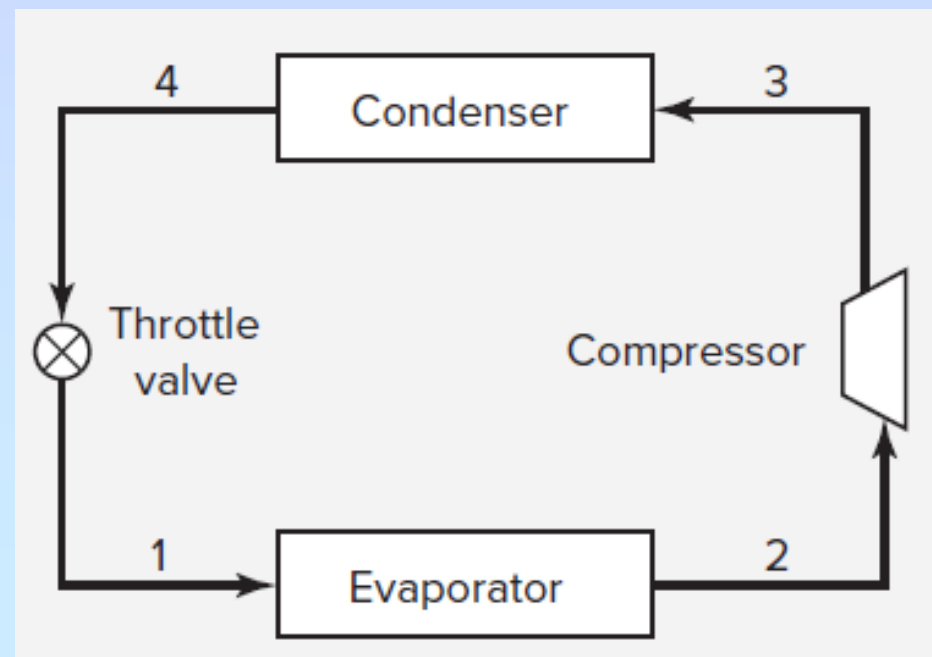 4
Condenser
3
Throttle
valve
Compressor
1
Evaporator
2